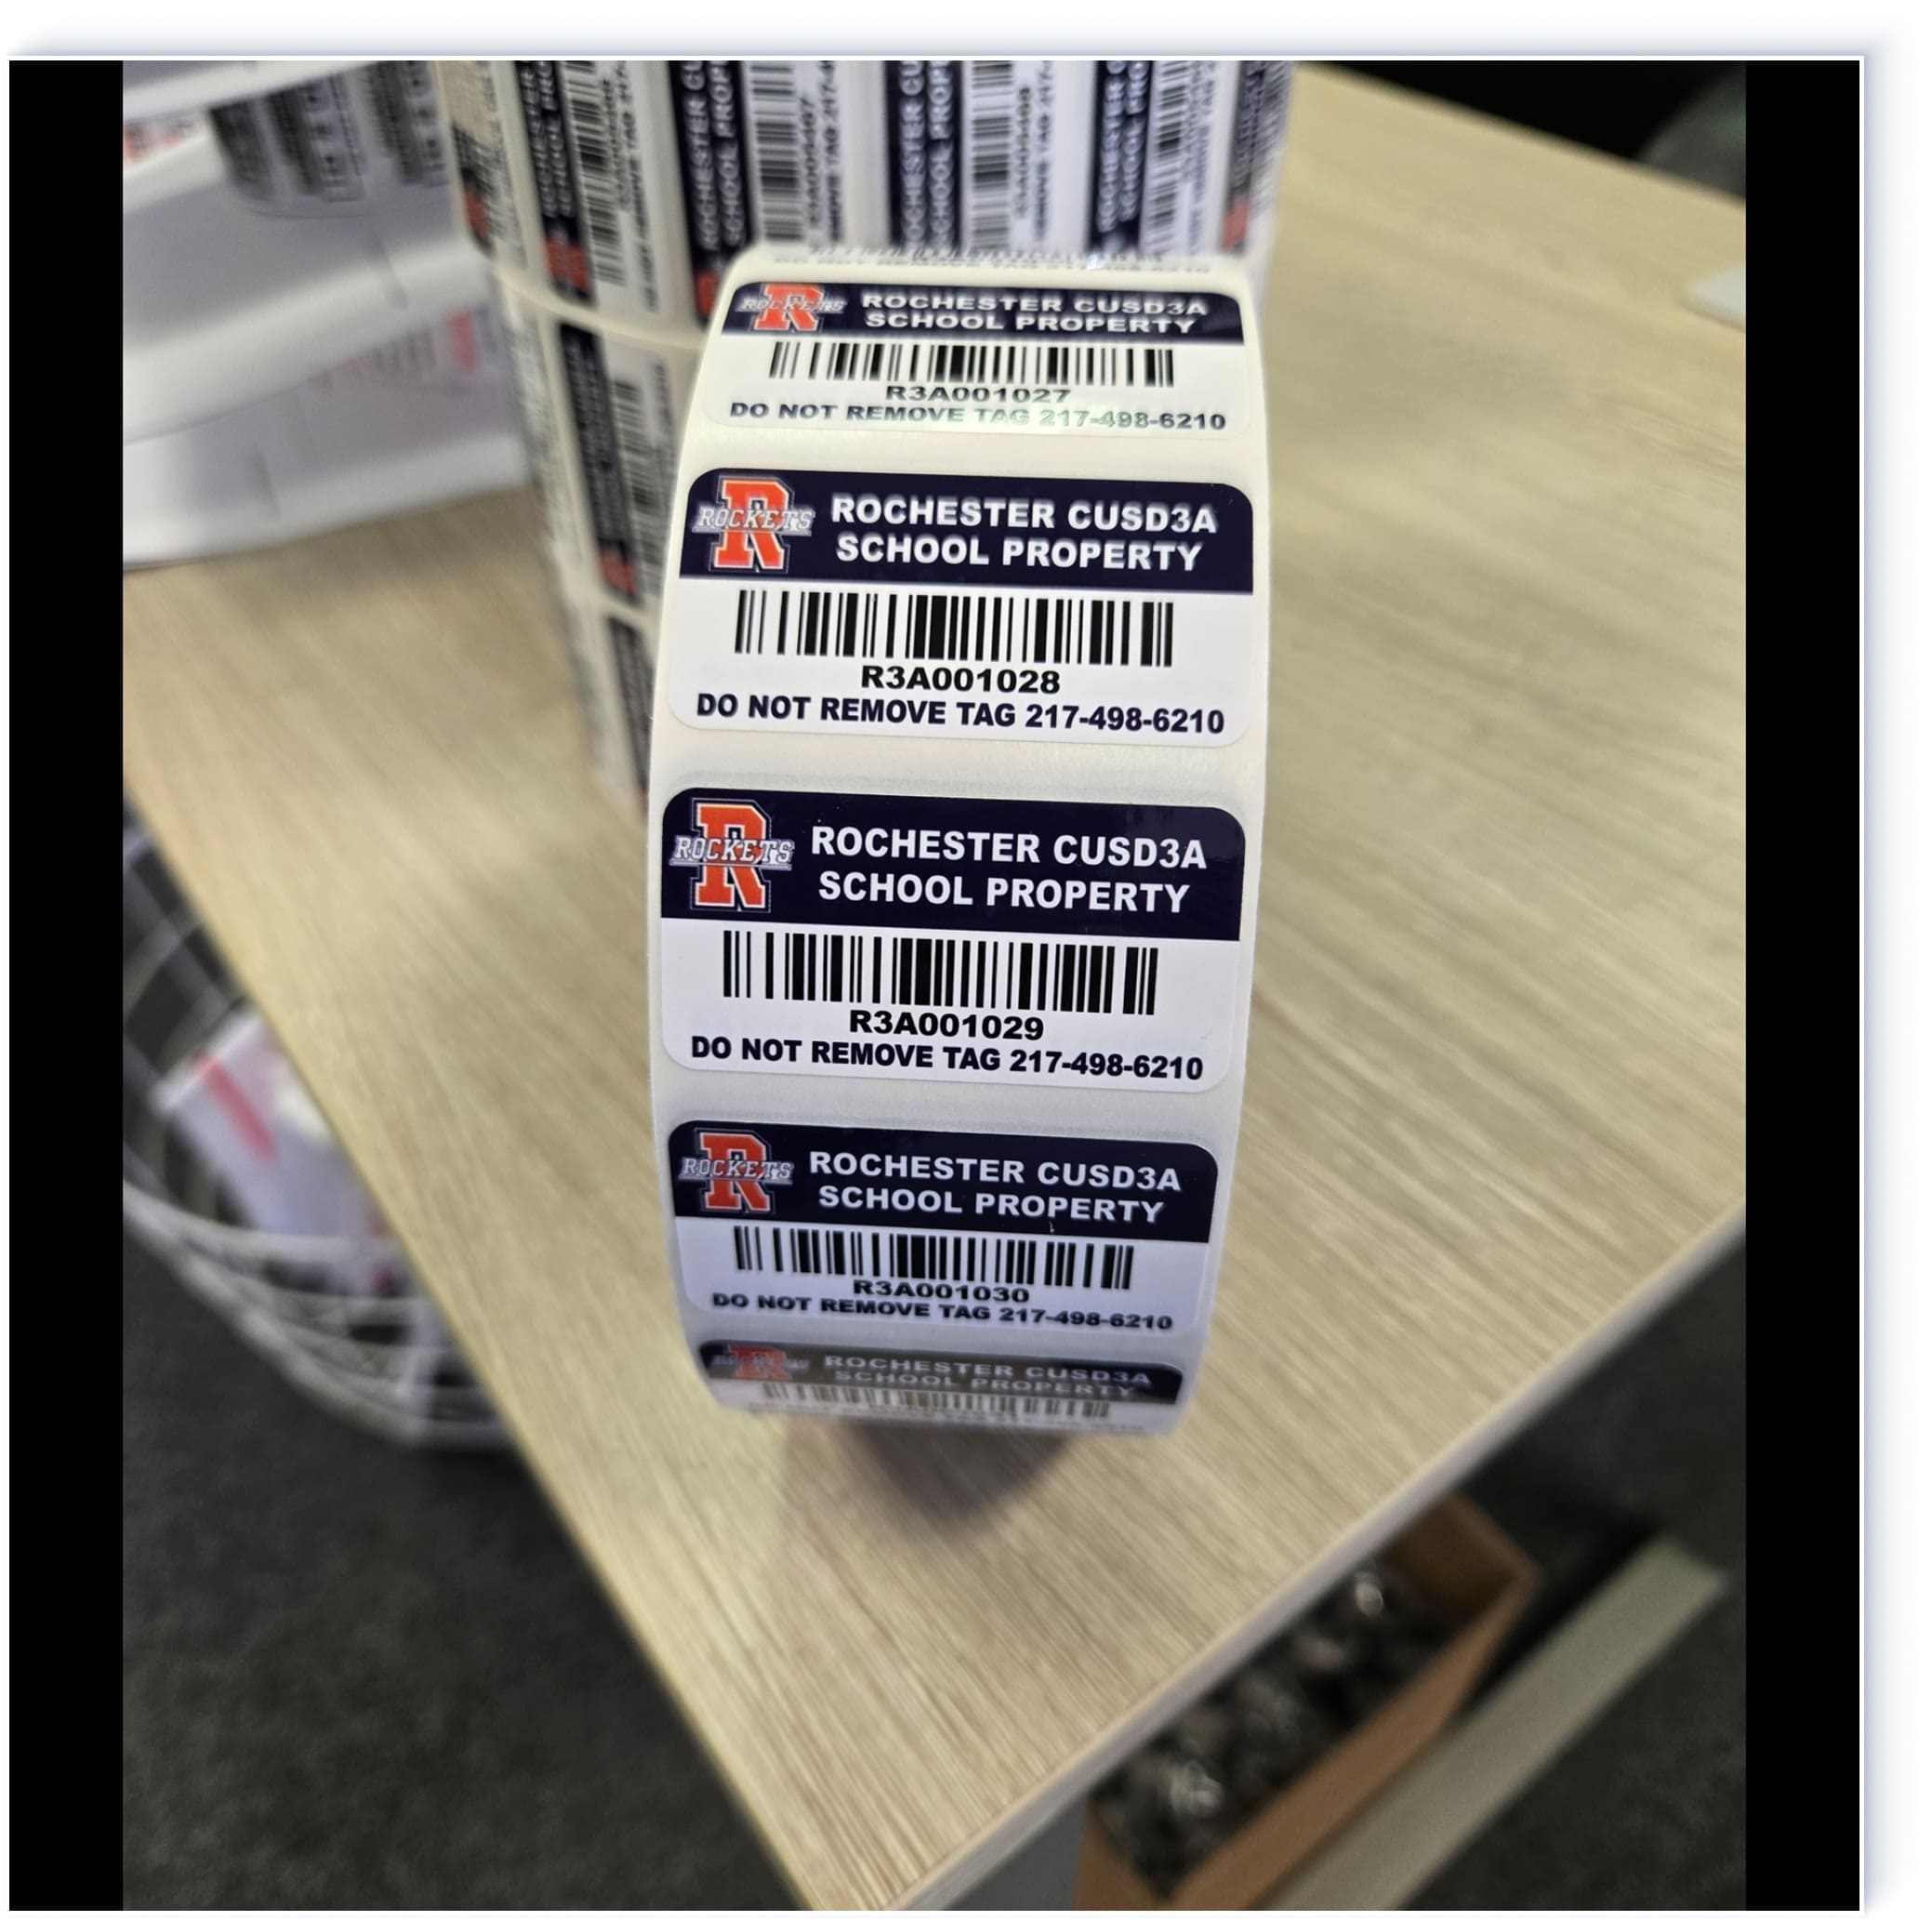 ROCKETS
ROCHESTER CUSD3A
SCHOOL PROPERTY
R3A001027
DO NOT REMOVE TAG 217-498-6210
R
ROCKETS
ROCHESTER CUSD3A
SCHOOL PROPERTY
R3A001028
DO NOT REMOVE TAG 217-498-6210
R
ROCKETS
ROCHESTER CUSD3A
SCHOOL PROPERTY
R3A001029
DO NOT REMOVE TAG 217-498-6210
R
ROCKETS
ROCHESTER CUSD3A
SCHOOL PROPERTY
R3A001030
DO NOT REMOVE TAG 217-498-6210
ROCHESTER CUSD3A
SCHOOL PROPERTY